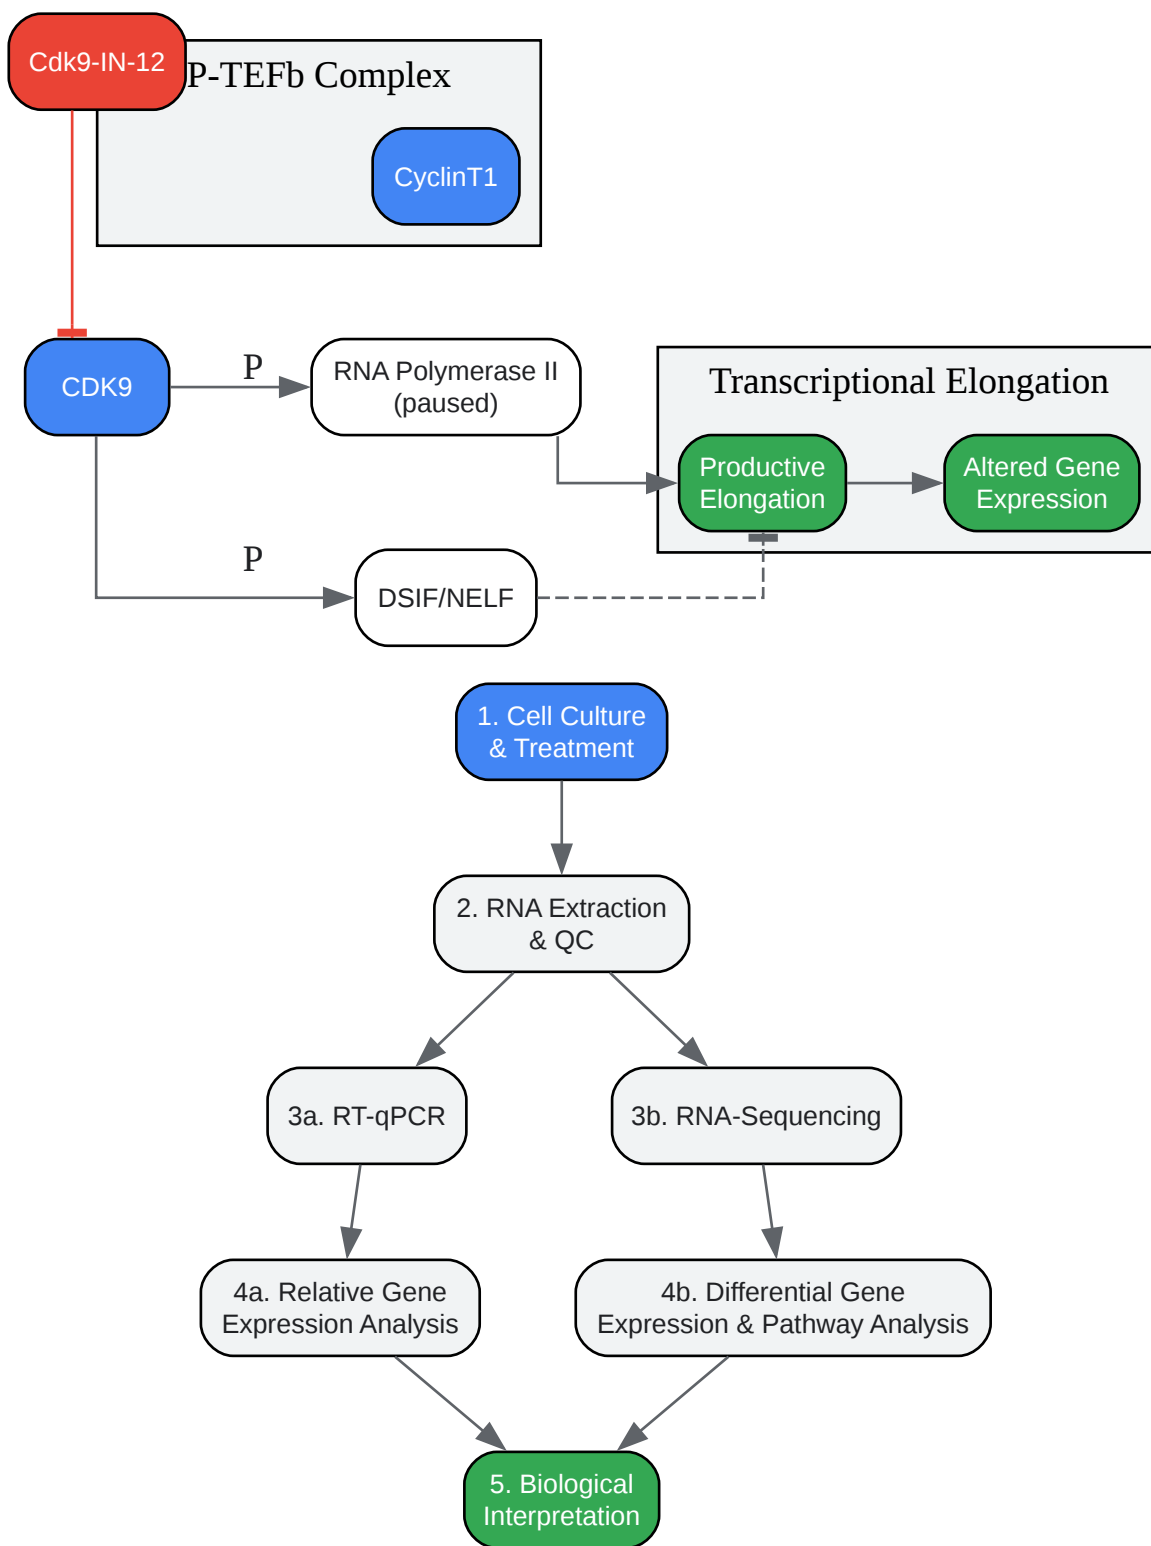 Cdk9-IN-12
P-TEFb Complex
CyclinT1
CDK9
P
RNA Polymerase II
(paused)
Transcriptional Elongation
Productive
Elongation
Altered Gene
Expression
P
DSIF/NELF
1. Cell Culture
& Treatment
2. RNA Extraction
& QC
3a. RT-qPCR
3b. RNA-Sequencing
4a. Relative Gene
Expression Analysis
4b. Differential Gene
Expression & Pathway Analysis
5. Biological
Interpretation